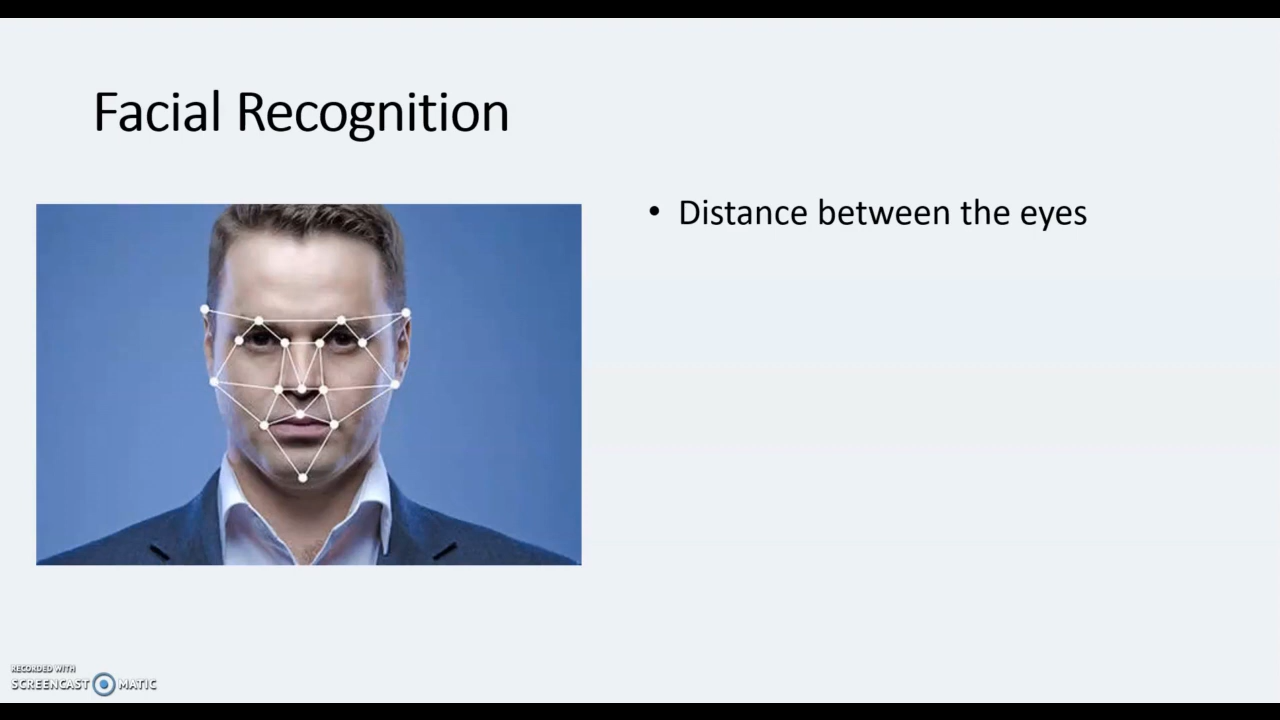 Facial Recognition
• Distance between the eyes
RECORDED WITH
SCREENCAST MATIC